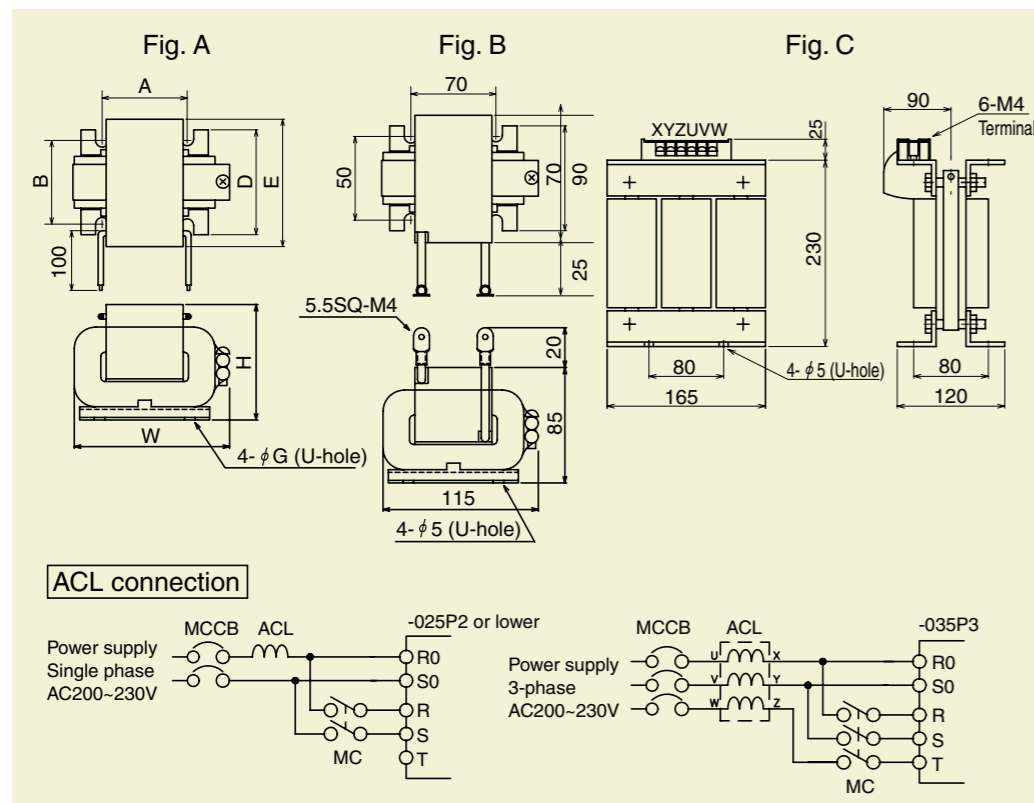 Fig. A
Fig. B
Fig. C
A
B
D
E
100
H
W
4-φG (U-hole)
70
50
70
90
25
5.5SQ-M4
20
85
115
4-φ5 (U-hole)
XYZUVW
25
230
80
165
4-φ5 (U-hole)
90
6-M4
Terminal
80
120
ACL connection
Power supply
Single phase
AC200~230V
MCCB
ACL
-025P2 or lower
R0
S0
R
S
T
MC
Power supply
3-phase
AC200~230V
MCCB
ACL
-035P3
U
X
V
Y
W
Z
R0
S0
R
S
T
MC